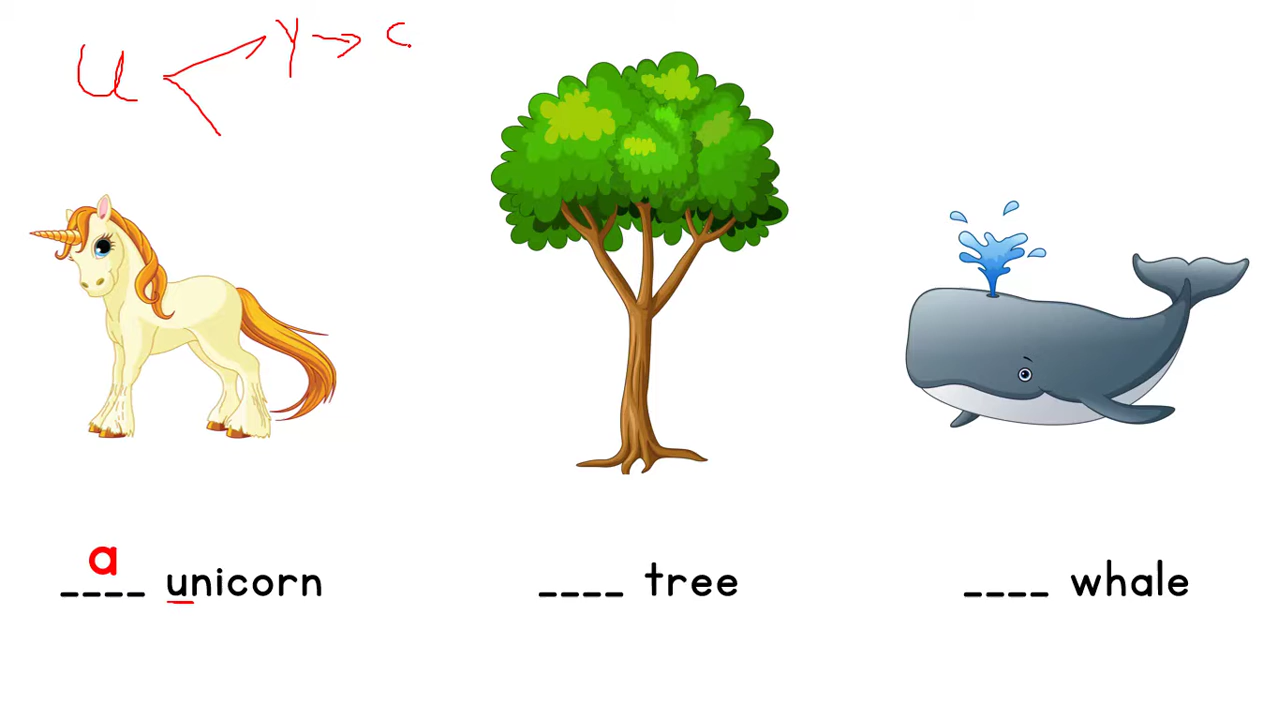 u Y → c
a
____ unicorn ____ tree ____ whale